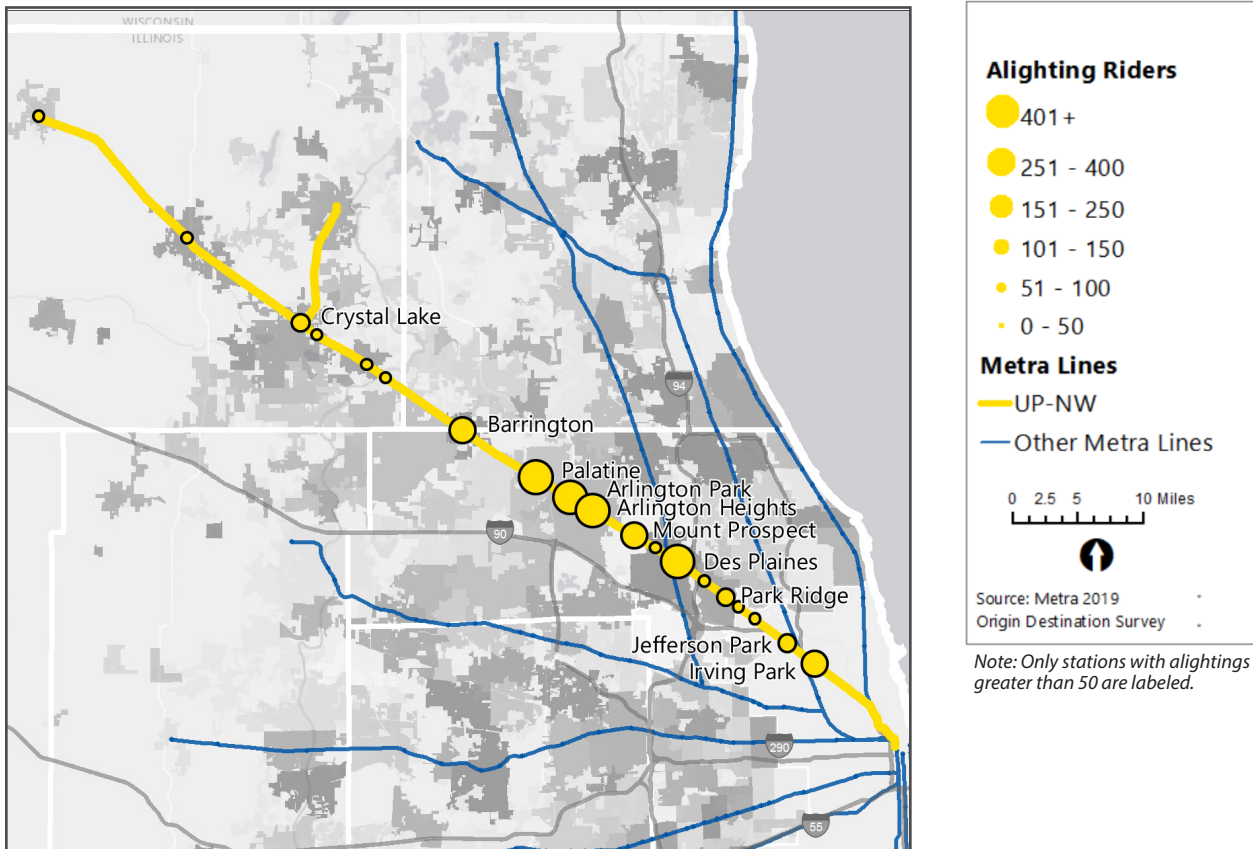 WISCONSIN
ILLINOIS
Crystal Lake
Barrington
Palatine
Arlington Park
Arlington Heights
Mount Prospect
Des Plaines
Park Ridge
Jefferson Park
Irving Park
94
90
290
55
Alighting Riders
401+
251 - 400
151 - 250
101 - 150
51 - 100
0 - 50
Metra Lines
UP-NW
Other Metra Lines
0 2.5 5 10 Miles
Source: Metra 2019
Origin Destination Survey
Note: Only stations with alightings
greater than 50 are labeled.